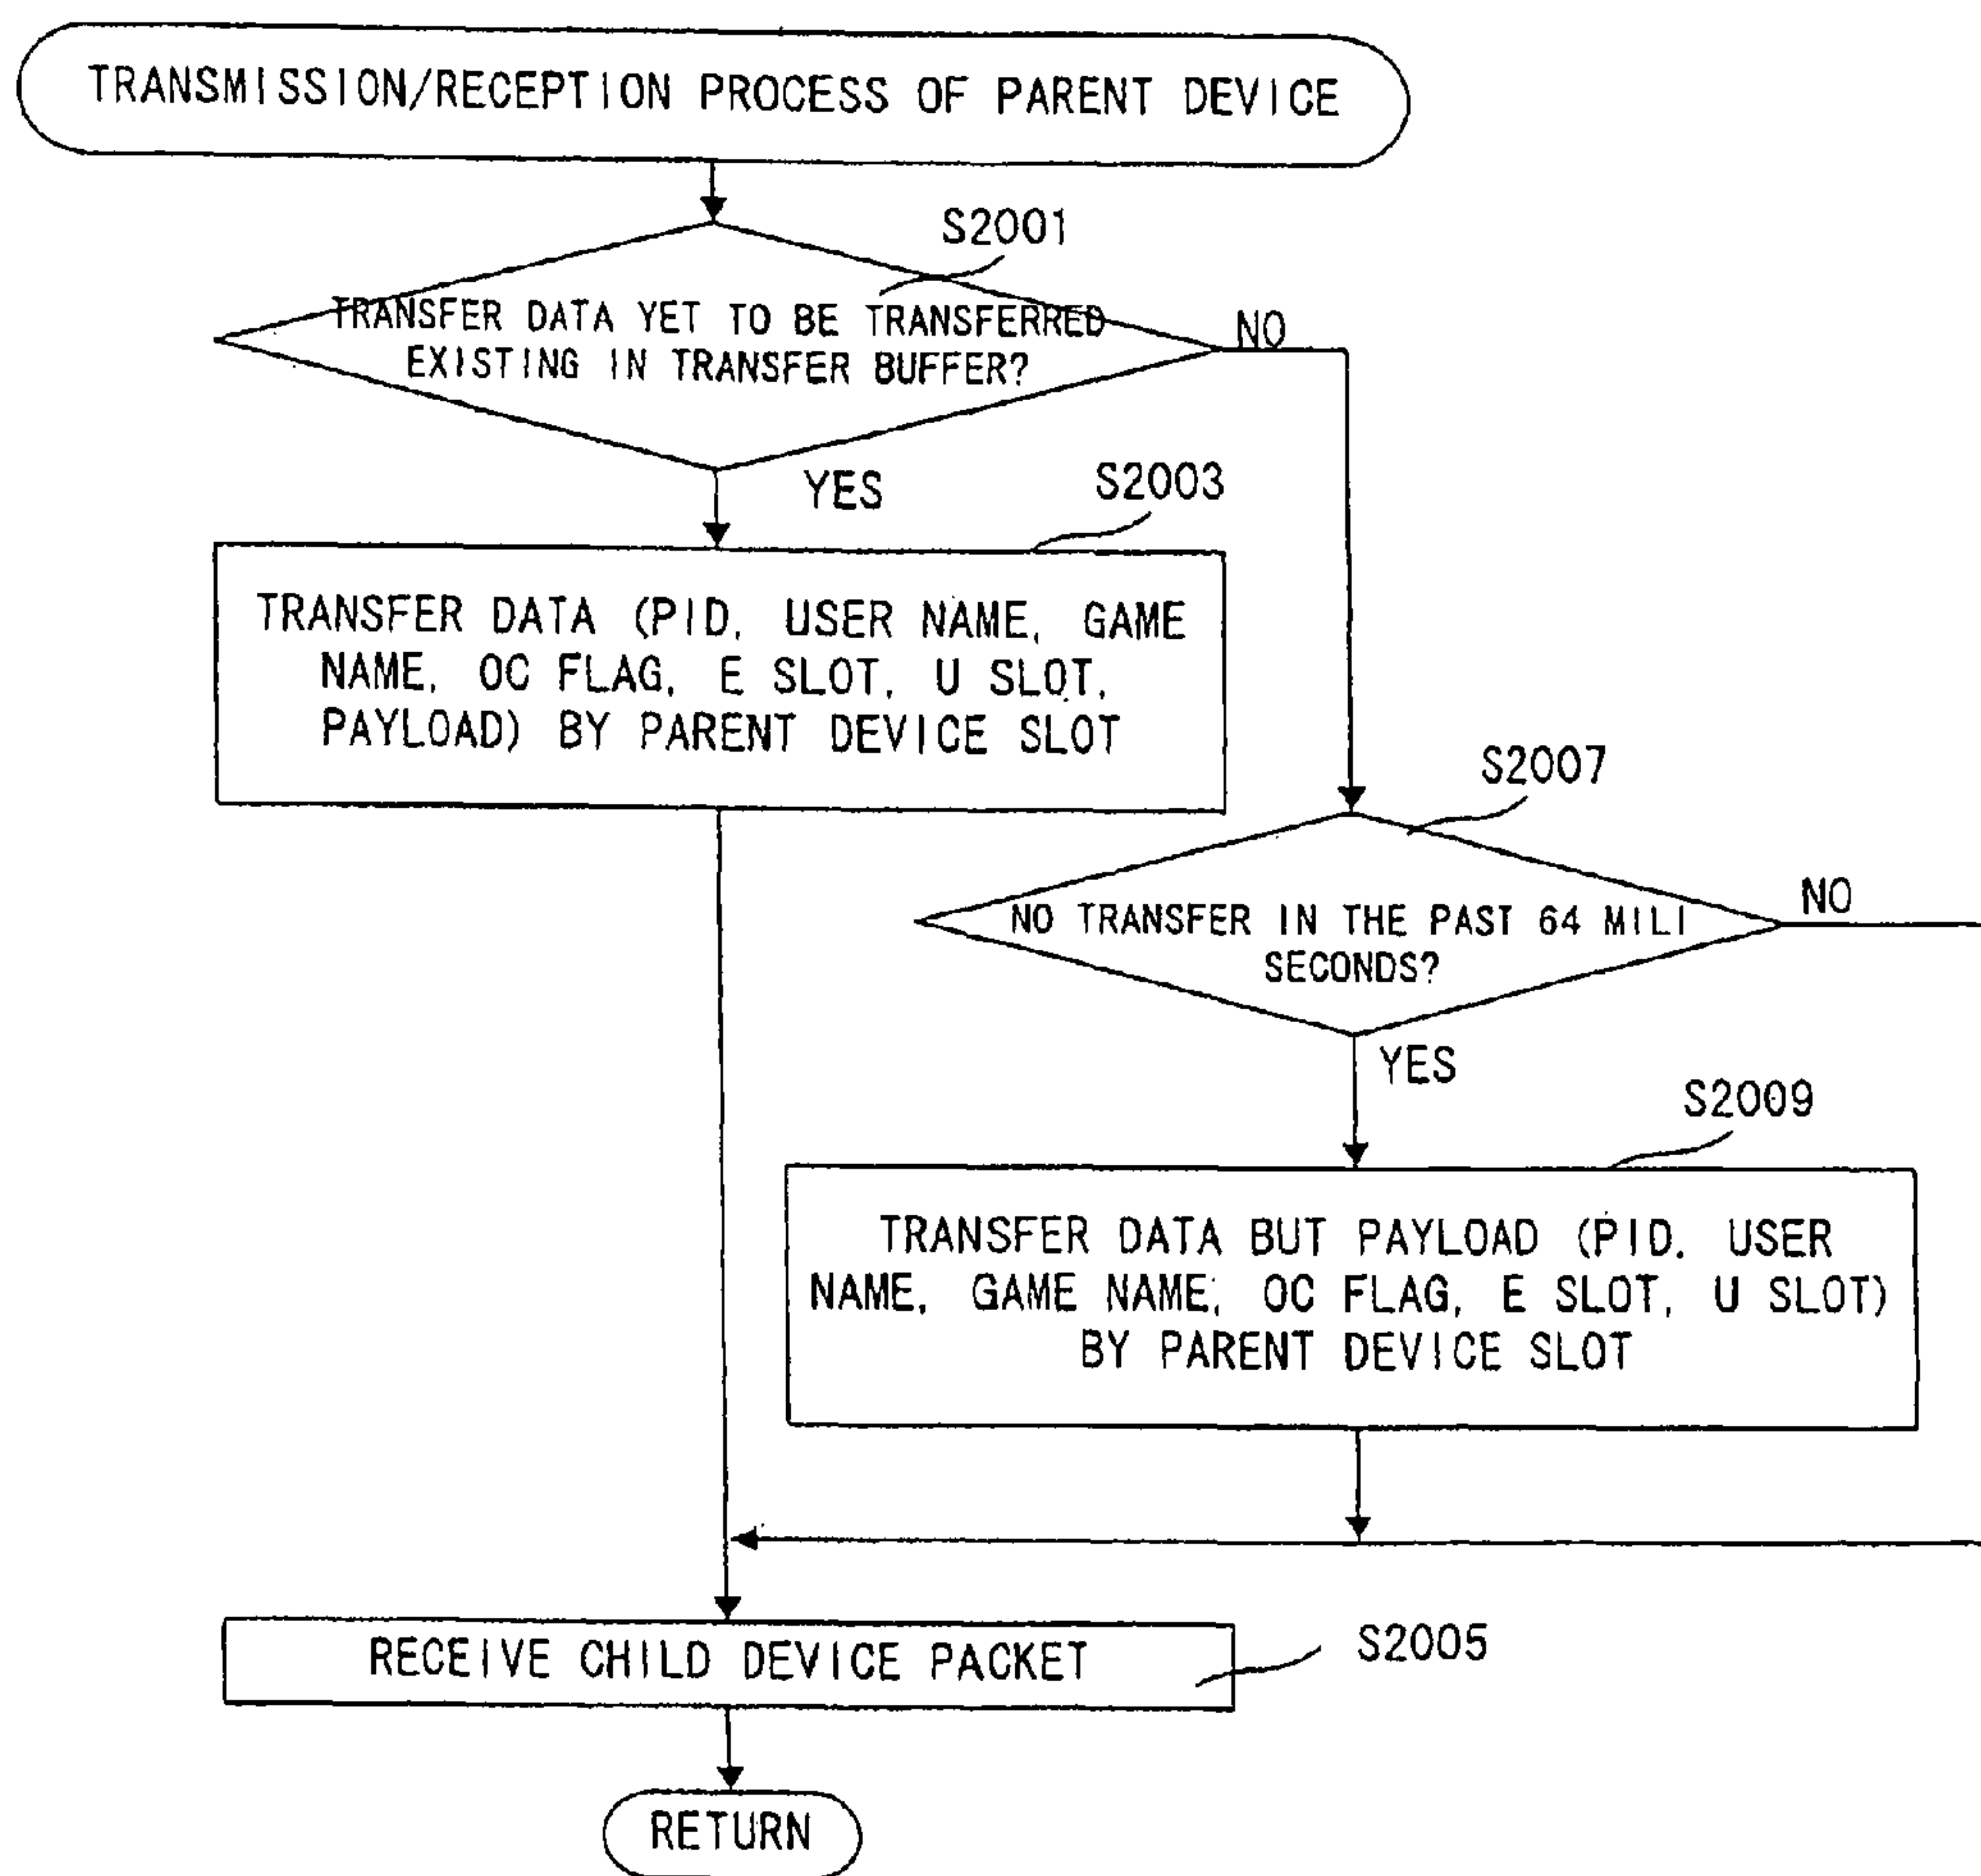 TRANSMISSION/RECEPTION PROCESS OF PARENT DEVICE
S2001
TRANSFER DATA YET TO BE TRANSFERRED
EXISTING IN TRANSFER BUFFER?
NO
YES
S2003
TRANSFER DATA (PID, USER NAME, GAME
NAME, OC FLAG, E SLOT, U SLOT,
PAYLOAD) BY PARENT DEVICE SLOT
S2007
NO TRANSFER IN THE PAST 64 MILI
SECONDS?
NO
YES
S2009
TRANSFER DATA BUT PAYLOAD (PID, USER
NAME, GAME NAME, OC FLAG, E SLOT, U SLOT)
BY PARENT DEVICE SLOT
RECEIVE CHILD DEVICE PACKET
S2005
RETURN